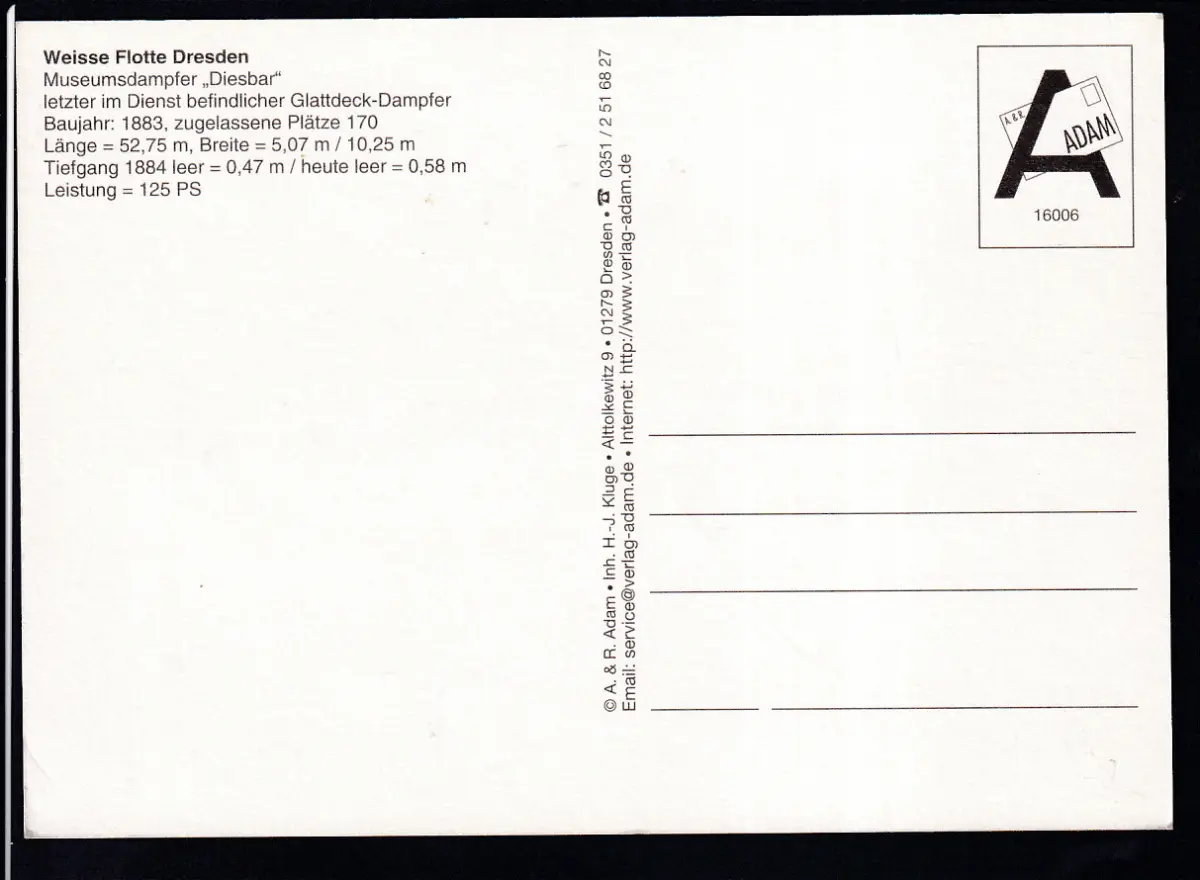 Weisse Flotte Dresden
Museumsdampfer „Diesbar“
letzter im Dienst befindlicher Glattdeck-Dampfer
Baujahr: 1883, zugelassene Plätze 170
Länge = 52,75 m, Breite = 5,07 m / 10,25 m
Tiefgang 1884 leer = 0,47 m / heute leer = 0,58 m
Leistung = 125 PS
© A. & R. Adam • Inh. H.-J. Kluge • Alttolkewitz 9 • 01279 Dresden • ☎ 0351 / 2 51 68 27
Email: service@verlag-adam.de • Internet: http://www.verlag-adam.de
A. & R.
ADAM
16006